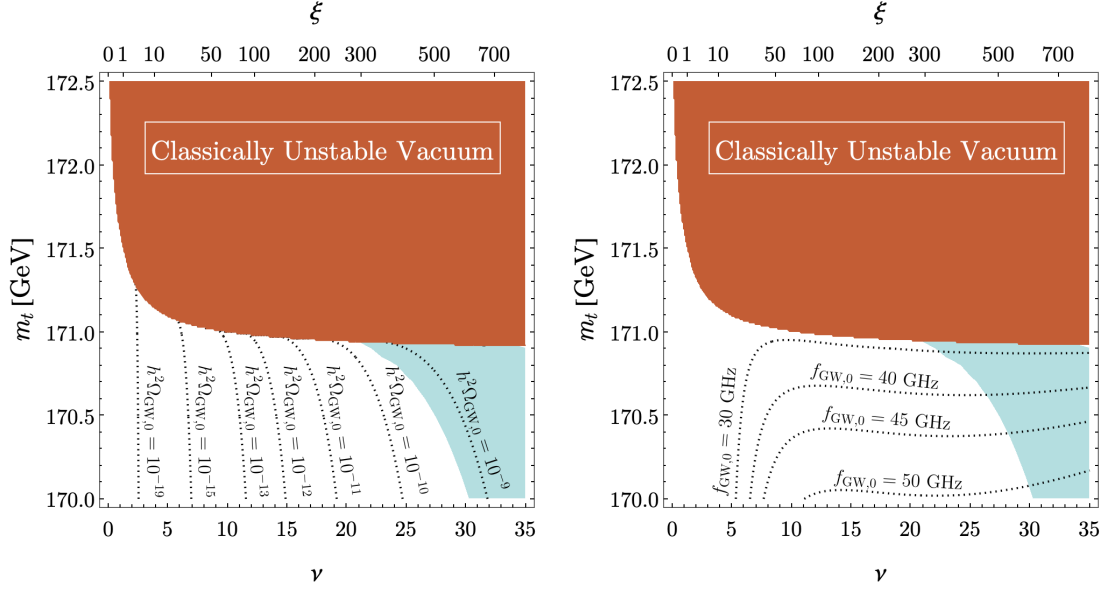 ξ
0 1 10 50 100 200 300 500 700
172.5
172.0
171.5
171.0
170.5
170.0
m_t [GeV]
Classically Unstable Vacuum
h²Ω_GW,0 = 10⁻¹⁹
h²Ω_GW,0 = 10⁻¹⁵
h²Ω_GW,0 = 10⁻¹³
h²Ω_GW,0 = 10⁻¹²
h²Ω_GW,0 = 10⁻¹¹
h²Ω_GW,0 = 10⁻¹⁰
h²Ω_GW,0 = 10⁻⁹
0 5 10 15 20 25 30 35
ν
ξ
0 1 10 50 100 200 300 500 700
172.5
172.0
171.5
171.0
170.5
170.0
m_t [GeV]
Classically Unstable Vacuum
f_GW,0 = 30 GHz
f_GW,0 = 40 GHz
f_GW,0 = 45 GHz
f_GW,0 = 50 GHz
0 5 10 15 20 25 30 35
ν